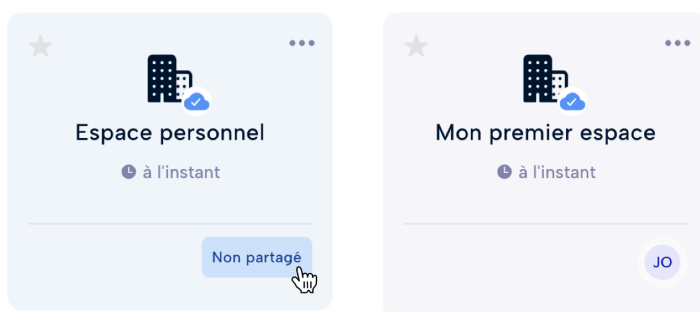 Espace personnel
à l'instant
Non partagé
Mon premier espace
à l'instant
JO